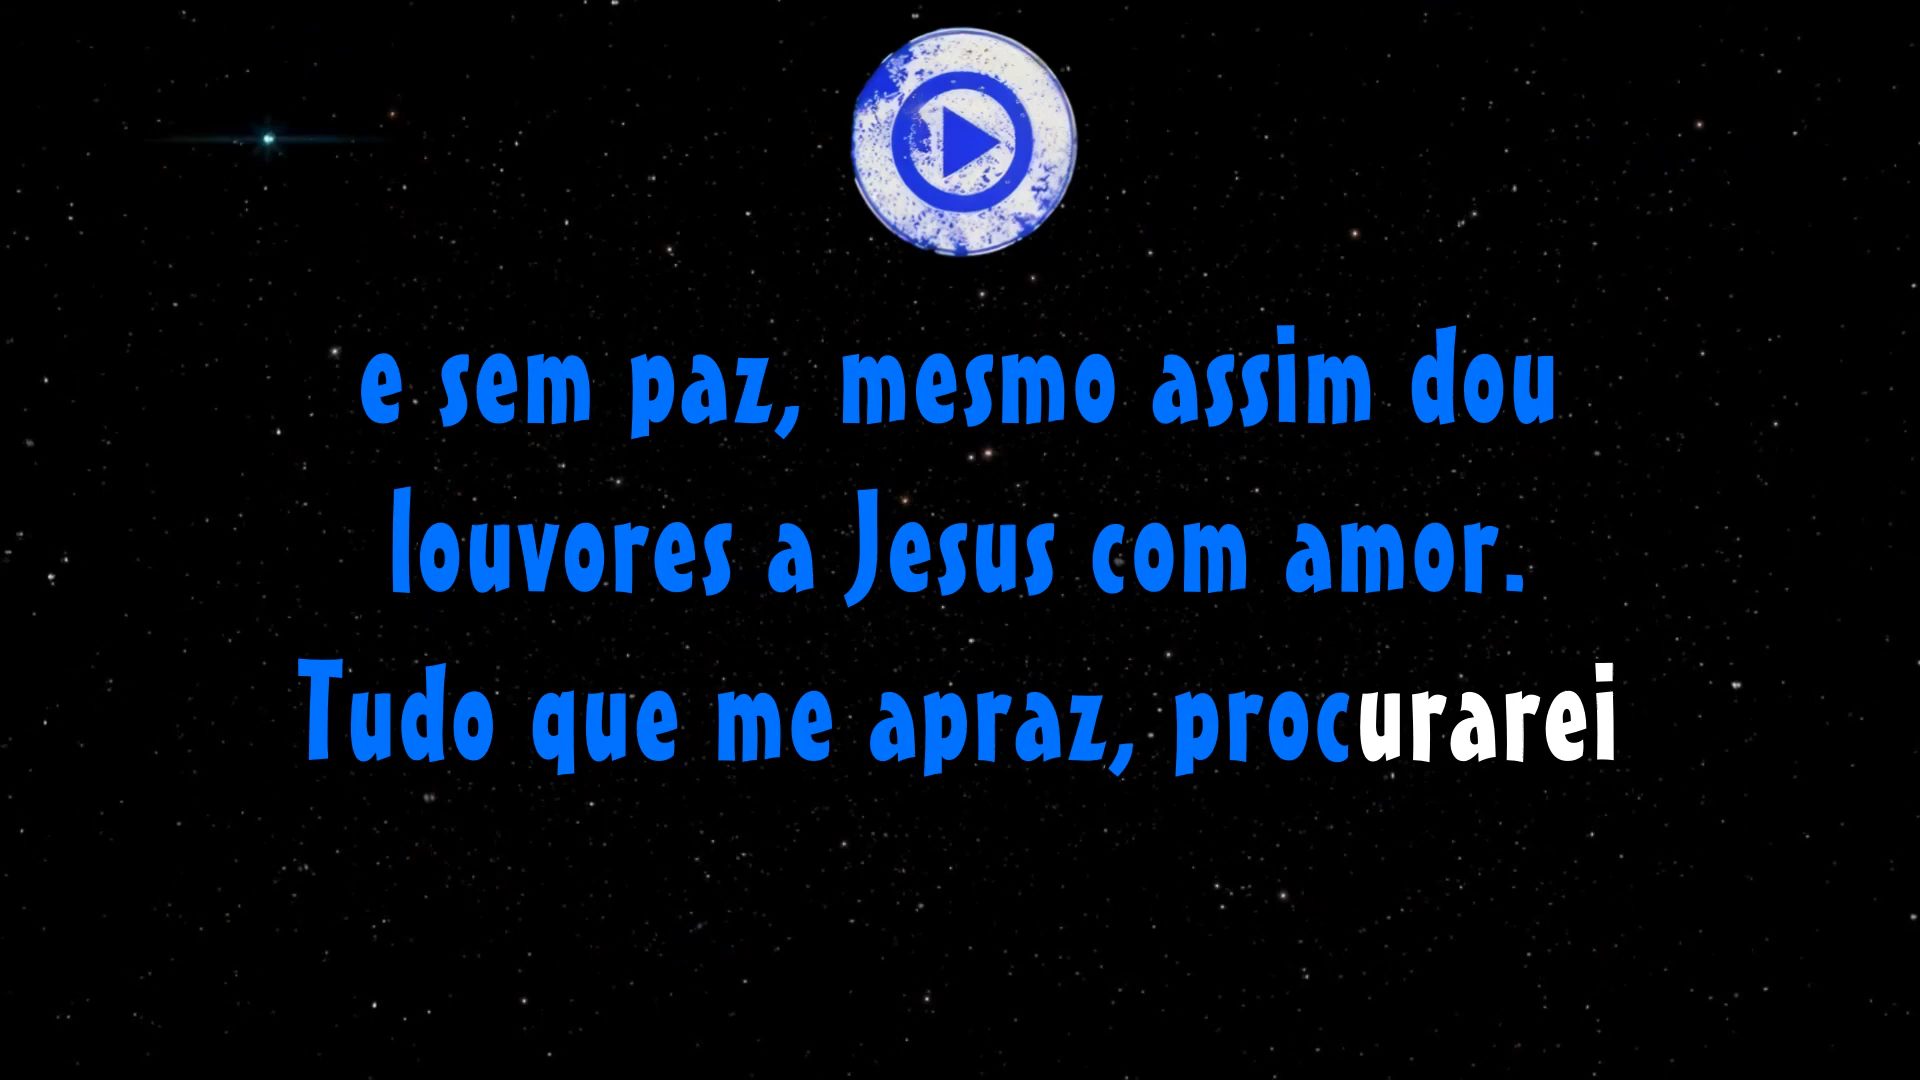 e sem paz, mesmo assim dou
louvores a Jesus com amor.
Tudo que me apraz, procurarei